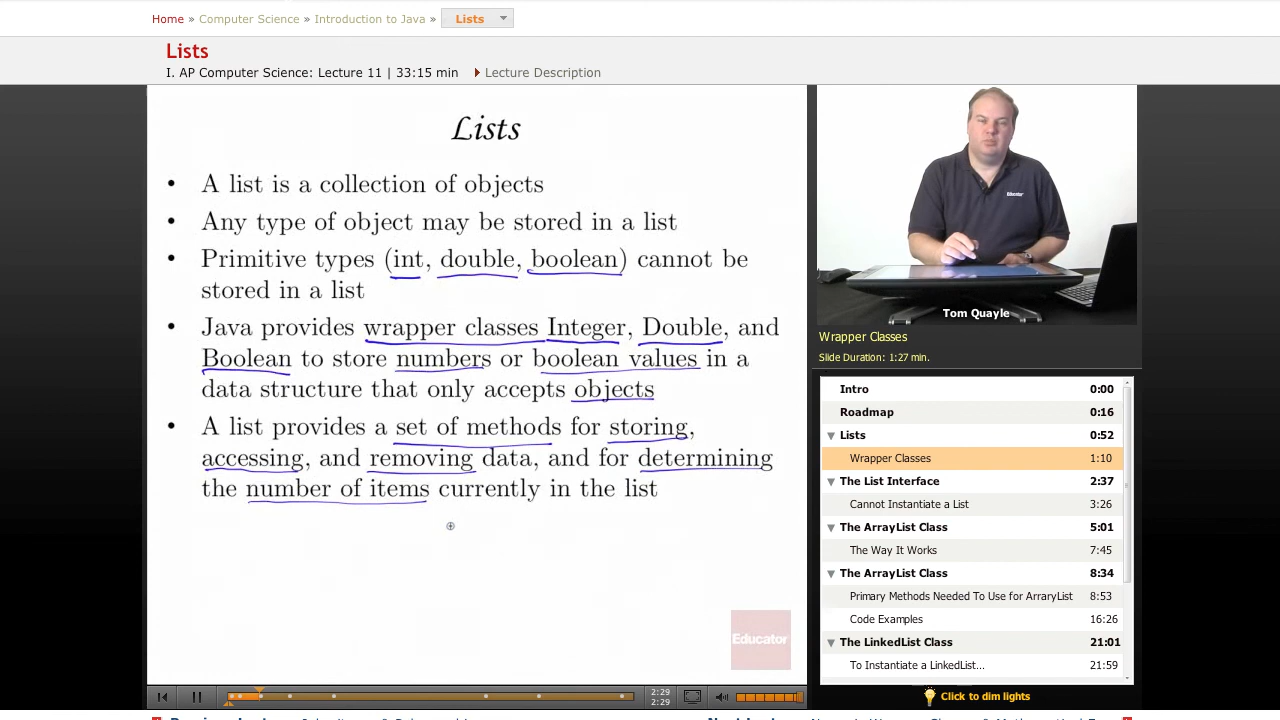 Home » Computer Science » Introduction to Java » Lists
Lists
I. AP Computer Science: Lecture 11 | 33:15 min Lecture Description
Lists
• A list is a collection of objects
• Any type of object may be stored in a list
• Primitive types (int, double, boolean) cannot be
stored in a list
• Java provides wrapper classes Integer, Double, and
Boolean to store numbers or boolean values in a
data structure that only accepts objects
• A list provides a set of methods for storing,
accessing, and removing data, and for determining
the number of items currently in the list
Educator
2:29
2:29
Educator
Tom Quayle
Wrapper Classes
Slide Duration: 1:27 min.
Intro 0:00
Roadmap 0:16
Lists 0:52
Wrapper Classes 1:10
The List Interface 2:37
Cannot Instantiate a List 3:26
The ArrayList Class 5:01
The Way It Works 7:45
The ArrayList Class 8:34
Primary Methods Needed To Use for ArraryList 8:53
Code Examples 16:26
The LinkedList Class 21:01
To Instantiate a LinkedList... 21:59
Click to dim lights